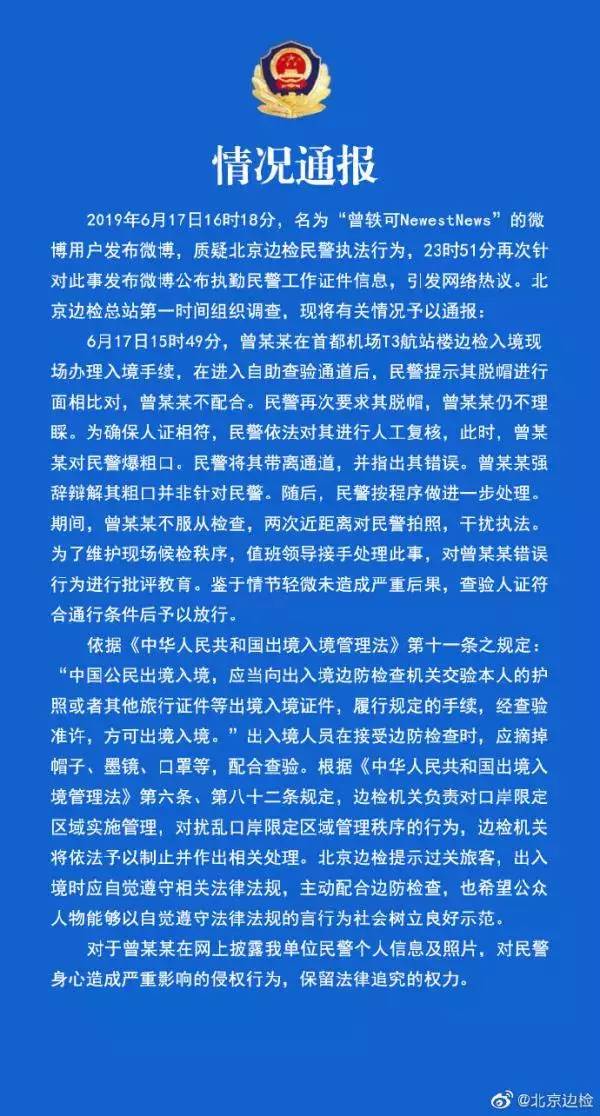 情况通报
2019年6月17日16时18分，名为“曾轶可NewestNews”的微
博用户发布微博，质疑北京边检民警执法行为，23时51分再次针
对此事发布微博公布执勤民警工作证件信息，引发网络热议。北
京边检总站第一时间组织调查，现将有关情况予以通报：
6月17日15时49分，曾某某在首都机场T3航站楼边检入境现
场办理入境手续，在进入自助查验通道后，民警提示其脱帽进行
面相比对，曾某某不配合。民警再次要求其脱帽，曾某某仍不理
睬。为确保人证相符，民警依法对其进行人工复核，此时，曾某
某对民警爆粗口。民警将其带离通道，并指出其错误。曾某某强
辞辩解其粗口并非针对民警。随后，民警按程序做进一步处理。
期间，曾某某不服从检查，两次近距离对民警拍照，干扰执法。
为了维护现场候检秩序，值班领导接手处理此事，对曾某某错误
行为进行批评教育。鉴于情节轻微未造成严重后果，查验人证符
合通行条件后予以放行。
依据《中华人民共和国出境入境管理法》第十一条之规定：
“中国公民出境入境，应当向出入境边防检查机关交验本人的护
照或者其他旅行证件等出境入境证件，履行规定的手续，经查验
准许，方可出境入境。”出入境人员在接受边防检查时，应摘掉
帽子、墨镜、口罩等，配合查验。根据《中华人民共和国出境入
境管理法》第六条、第八十二条规定，边检机关负责对口岸限定
区域实施管理，对扰乱口岸限定区域管理秩序的行为，边检机关
将依法予以制止并作出相关处理。北京边检提示过关旅客，出入
境时应自觉遵守相关法律法规，主动配合边防检查，也希望公众
人物能够以自觉遵守法律法规的言行为社会树立良好示范。
对于曾某某在网上披露我单位民警个人信息及照片，对民警
身心造成严重影响的侵权行为，保留法律追究的权力。
@北京边检